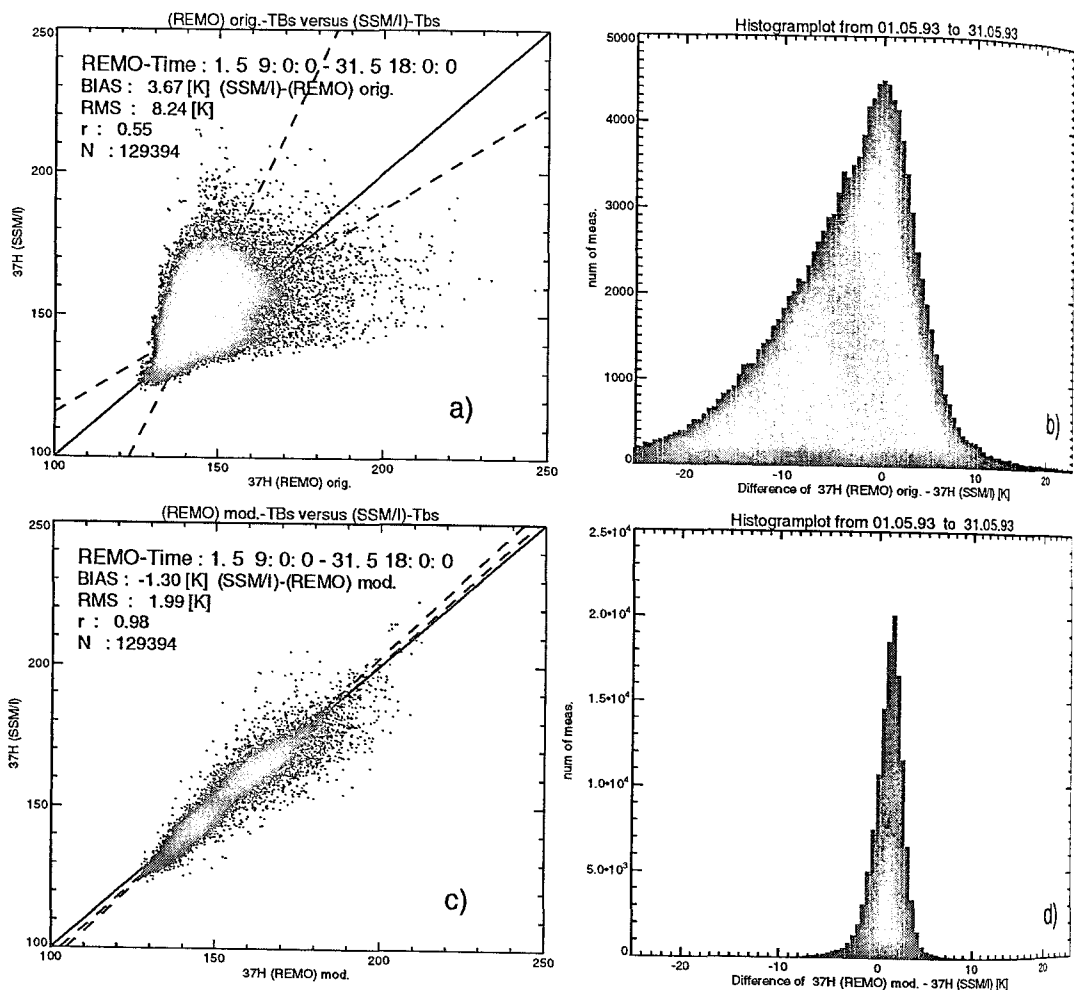 (REMO) orig.-TBs versus (SSM/I)-Tbs
250
200
150
100
37H (SSM/I)
REMO-Time : 1. 5 9: 0: 0 - 31. 5 18: 0: 0
BIAS : 3.67 [K] (SSM/I)-(REMO) orig.
RMS : 8.24 [K]
r : 0.55
N : 129394
a)
100 150 200 250
37H (REMO) orig.
Histogramplot from 01.05.93 to 31.05.93
5000
4000
3000
2000
1000
0
num of meas.
b)
-20 -10 0 10 20
Difference of 37H (REMO) orig. - 37H (SSM/I) [K]
(REMO) mod.-TBs versus (SSM/I)-Tbs
250
200
150
100
37H (SSM/I)
REMO-Time : 1. 5 9: 0: 0 - 31. 5 18: 0: 0
BIAS : -1.30 [K] (SSM/I)-(REMO) mod.
RMS : 1.99 [K]
r : 0.98
N : 129394
c)
100 150 200 250
37H (REMO) mod.
Histogramplot from 01.05.93 to 31.05.93
2.5•10⁴
2.0•10⁴
1.5•10⁴
1.0•10⁴
5.0•10³
0
num of meas.
d)
-20 -10 0 10 20
Difference of 37H (REMO) mod. - 37H (SSM/I) [K]